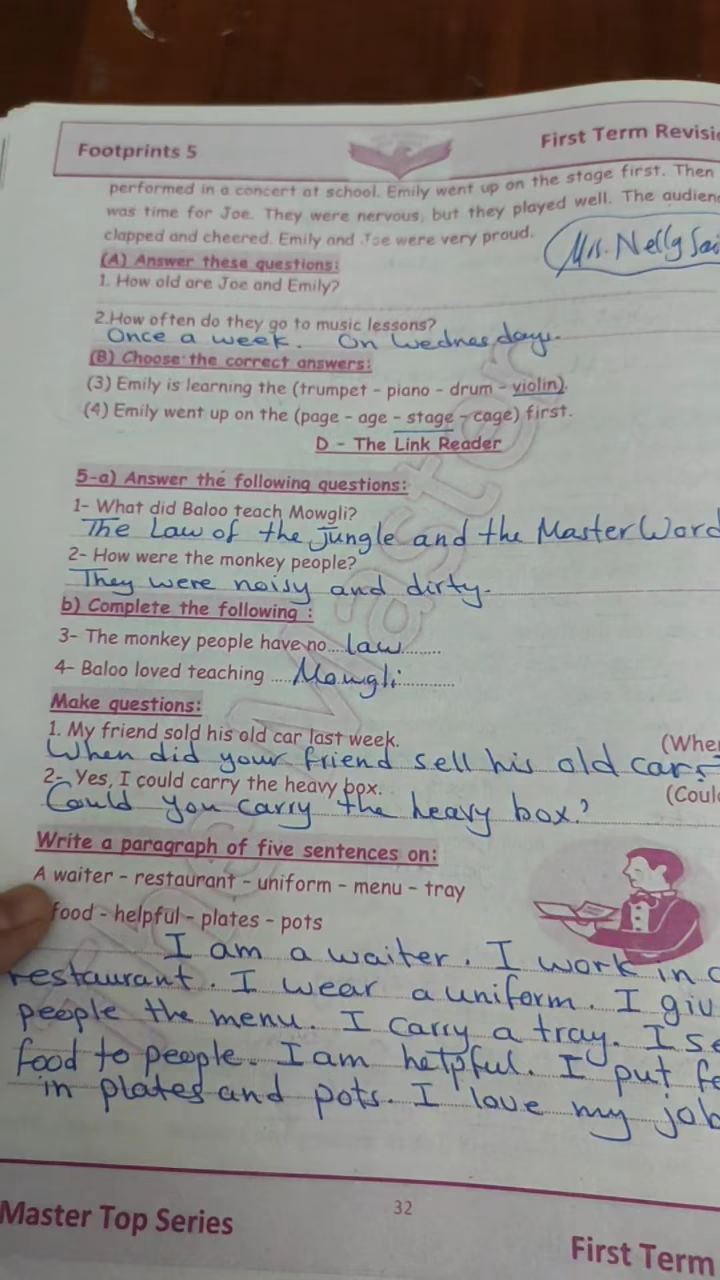 Footprints 5
First Term Revisi
performed in a concert at school. Emily went up on the stage first. Then
was time for Joe. They were nervous, but they played well. The audien
clapped and cheered. Emily and Joe were very proud.
Mrs. Nelly Sai
(A) Answer these questions:
1. How old are Joe and Emily?
2.How often do they go to music lessons?
Once a week. On Wednesdays.
(B) Choose the correct answers:
(3) Emily is learning the (trumpet - piano - drum - violin).
(4) Emily went up on the (page - age - stage - cage) first.
D - The Link Reader
5-a) Answer the following questions:
1- What did Baloo teach Mowgli?
The Law of the jungle and the Master Word
2- How were the monkey people?
They were noisy and dirty.
b) Complete the following :
3- The monkey people have no....law........
4- Baloo loved teaching .....Mowgli............
Make questions:
1. My friend sold his old car last week. (When
When did your friend sell his old car?
2- Yes, I could carry the heavy box. (Coul
Could you carry the heavy box?
Write a paragraph of five sentences on:
A waiter - restaurant - uniform - menu - tray
food - helpful - plates - pots
I am a waiter. I work in a
restaurant. I wear a uniform. I giv
people the menu. I carry a tray. I se
food to people. I am helpful. I put fo
in plates and pots. I love my job
The Master
32
Master Top Series
First Term